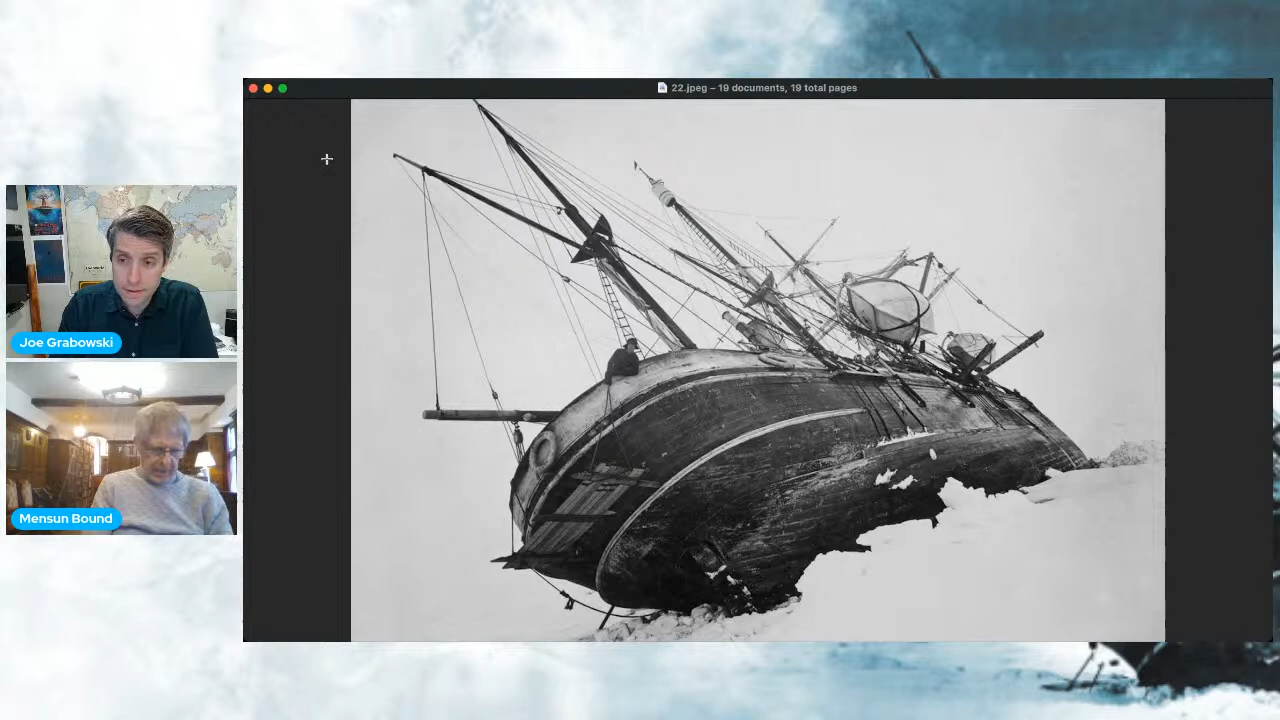 22.jpeg – 19 documents, 19 total pages
Joe Grabowski
Mensun Bound